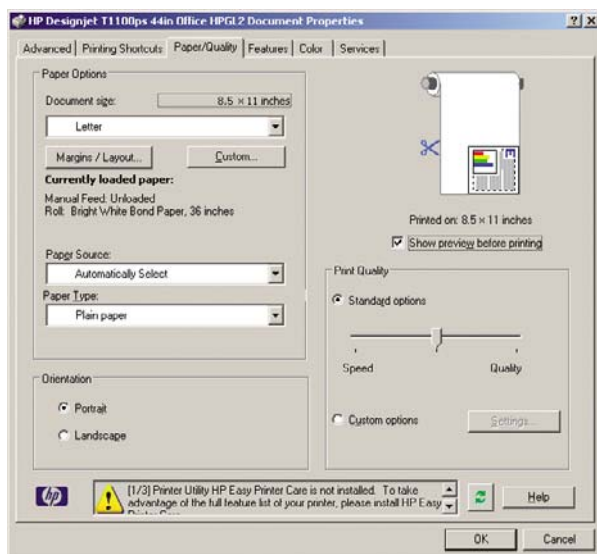 HP Designjet T1100ps 44in Office HPGL2 Document Properties
Advanced Printing Shortcuts Paper/Quality Features Color Services
Paper Options
Document size: 8.5 × 11 inches
Letter
Margins / Layout... Custom...
Currently loaded paper:
Manual Feed: Unloaded
Roll: Bright White Bond Paper, 36 inches
Paper Source:
Automatically Select
Paper Type:
Plain paper
Orientation
Portrait
Landscape
Printed on: 8.5 × 11 inches
Show preview before printing
Print Quality
Standard options
Speed Quality
Custom options Settings...
hp
[1/3] Printer Utility HP Easy Printer Care is not installed. To take
advantage of the full feature list of your printer, please install HP Easy
Printer Care
Help
OK Cancel